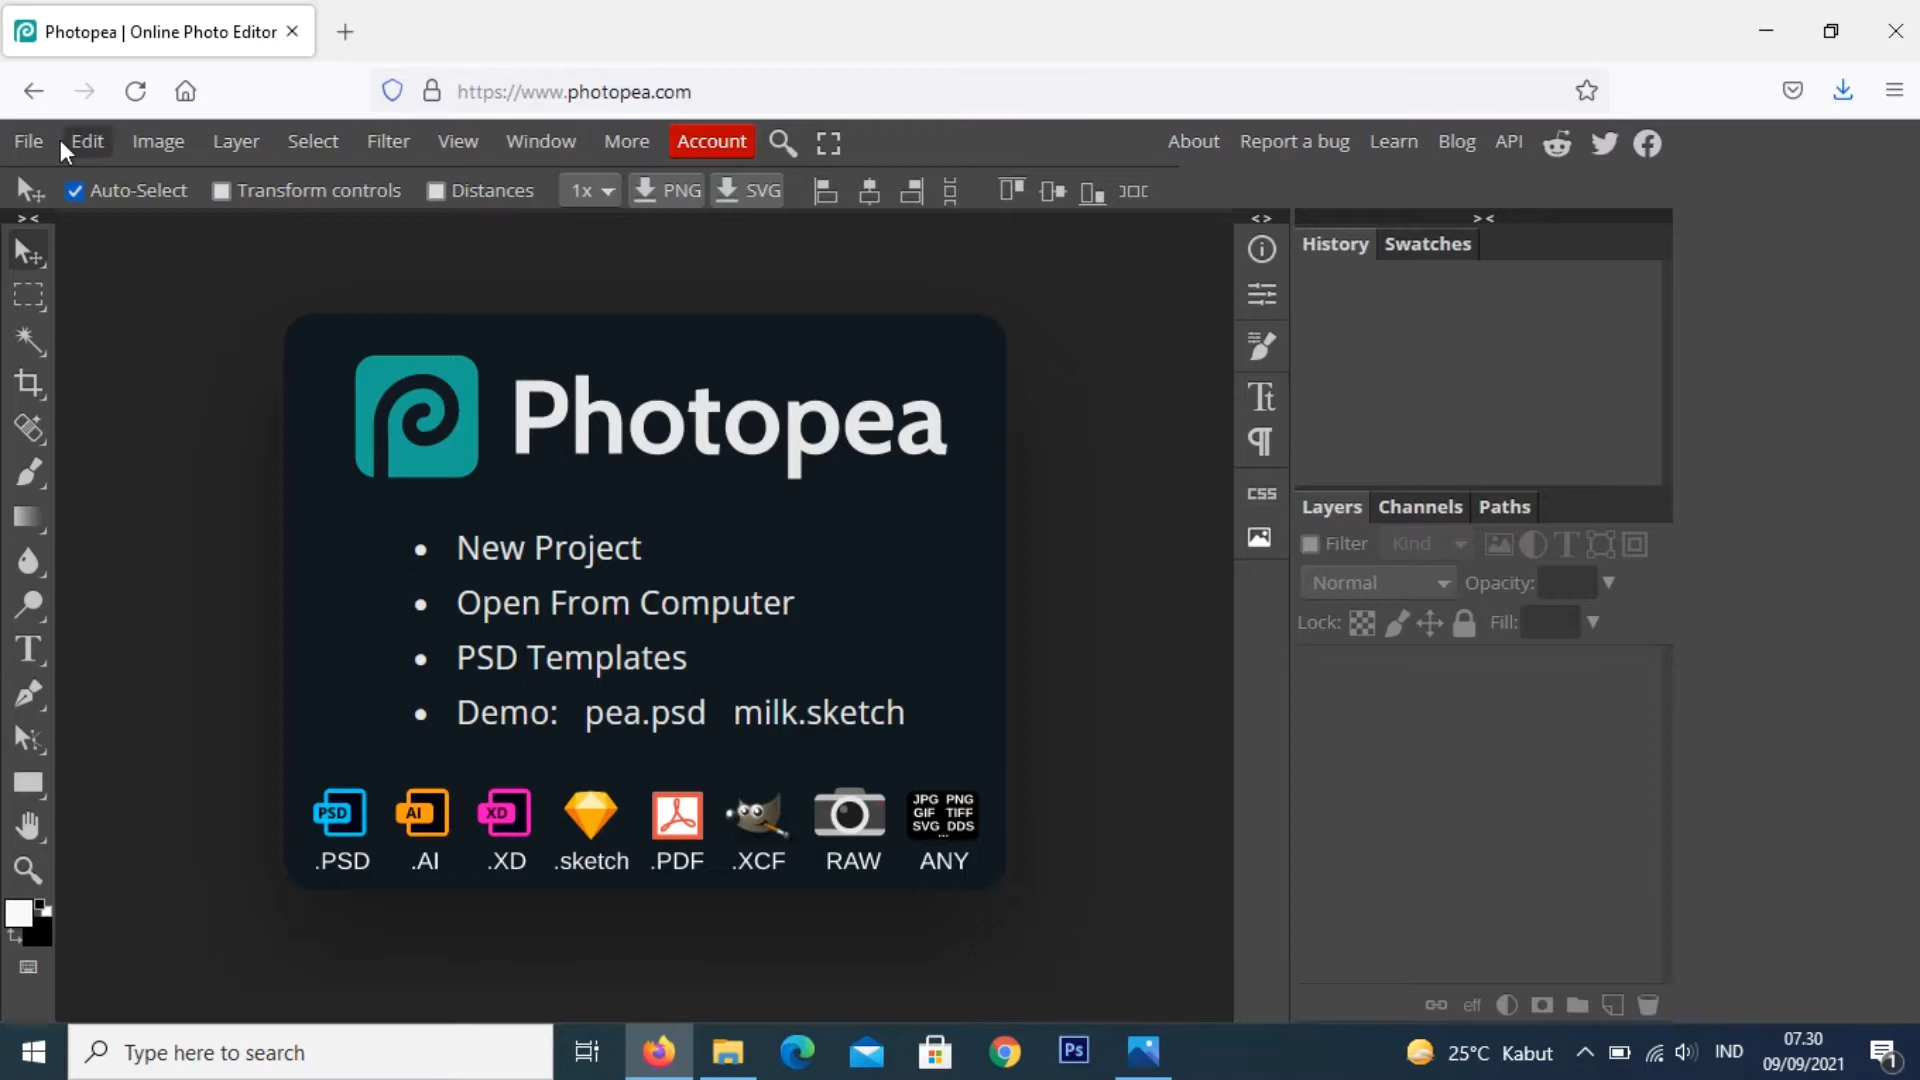 Photopea | Online Photo Editor
https://www.photopea.com
File Edit Image Layer Select Filter View Window More Account About Report a bug Learn Blog API
Auto-Select Transform controls Distances 1x PNG SVG
> <
< >
> <
History Swatches
Photopea
New Project
Open From Computer
PSD Templates
Demo: pea.psd milk.sketch
PSD AI XD JPG PNG
GIF TIFF
SVG DDS
...
.PSD .AI .XD .sketch .PDF .XCF RAW ANY
CSS
Layers Channels Paths
Filter Kind
Normal Opacity:
Lock: Fill:
eff
Type here to search
Ps
25°C Kabut
IND
07.30
09/09/2021
1